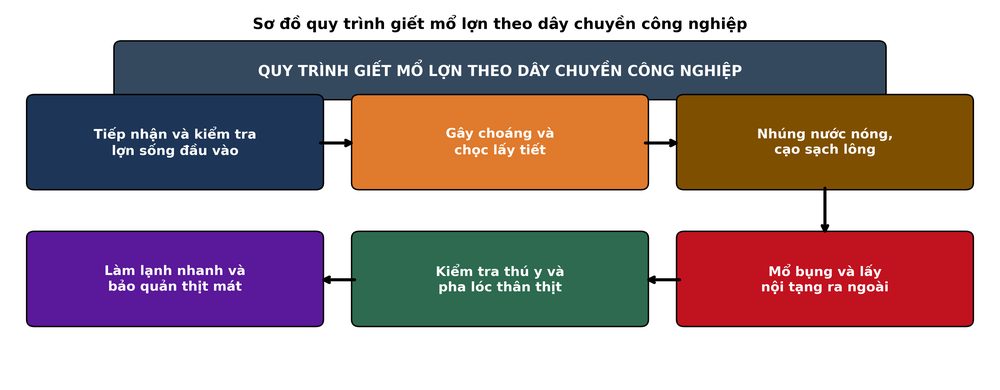 Sơ đồ quy trình giết mổ lợn theo dây chuyền công nghiệp
QUY TRÌNH GIẾT MỔ LỢN THEO DÂY CHUYỀN CÔNG NGHIỆP
Tiếp nhận và kiểm tra
lợn sống đầu vào
Gây choáng và
chọc lấy tiết
Nhúng nước nóng,
cạo sạch lông
Mổ bụng và lấy
nội tạng ra ngoài
Kiểm tra thú y và
pha lóc thân thịt
Làm lạnh nhanh và
bảo quản thịt mát